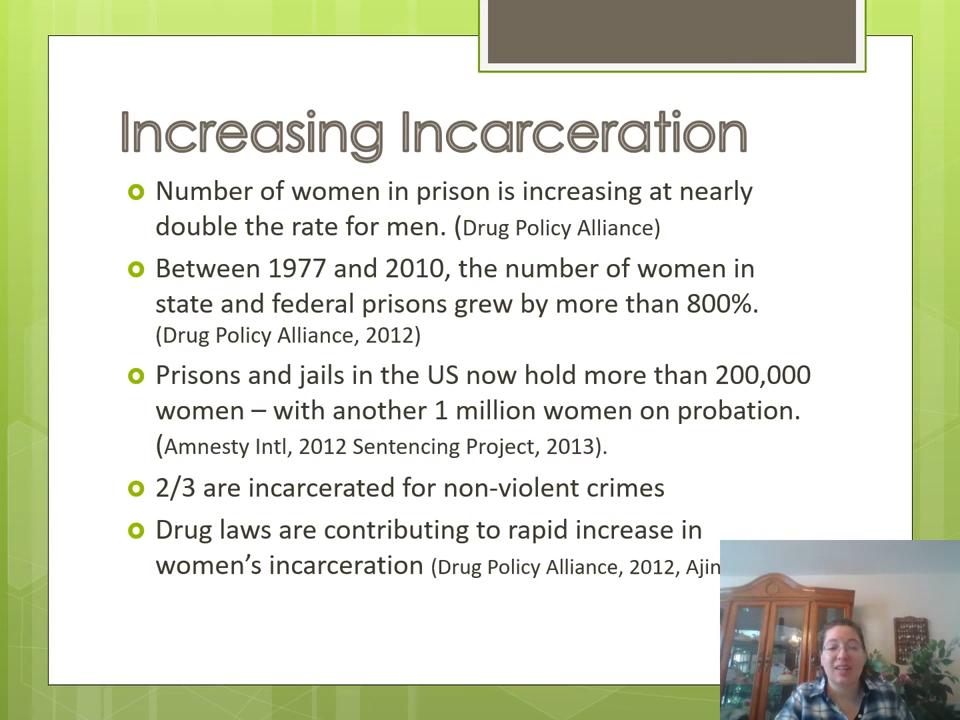 Increasing Incarceration
Number of women in prison is increasing at nearly
double the rate for men. (Drug Policy Alliance)
Between 1977 and 2010, the number of women in
state and federal prisons grew by more than 800%.
(Drug Policy Alliance, 2012)
Prisons and jails in the US now hold more than 200,000
women – with another 1 million women on probation.
(Amnesty Intl, 2012 Sentencing Project, 2013).
2/3 are incarcerated for non-violent crimes
Drug laws are contributing to rapid increase in
women’s incarceration (Drug Policy Alliance, 2012,